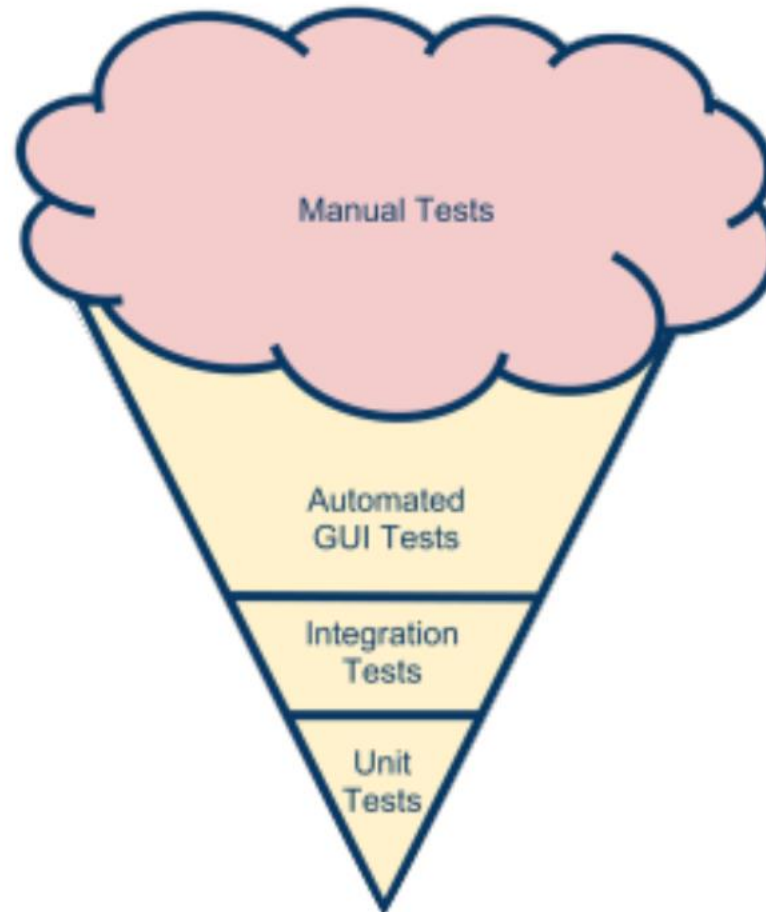 Manual Tests
Automated
GUI Tests
Integration
Tests
Unit
Tests